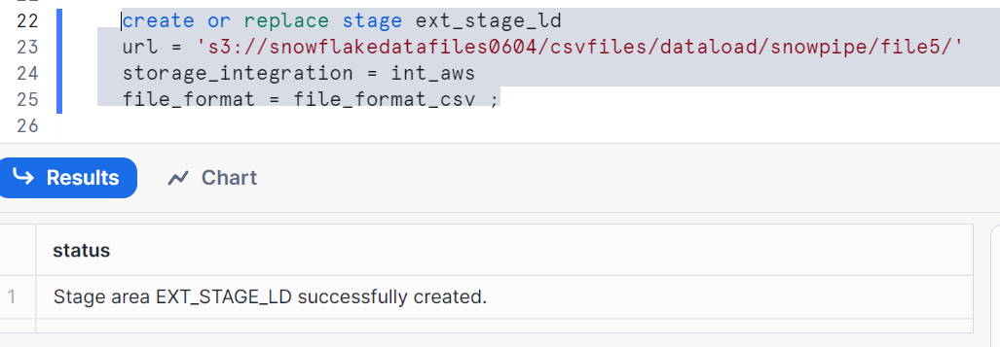 22 create or replace stage ext_stage_ld
23 url = 's3://snowflakedatafiles0604/csvfiles/dataload/snowpipe/file5/'
24 storage_integration = int_aws
25 file_format = file_format_csv ;
26
Results Chart
status
1 Stage area EXT_STAGE_LD successfully created.